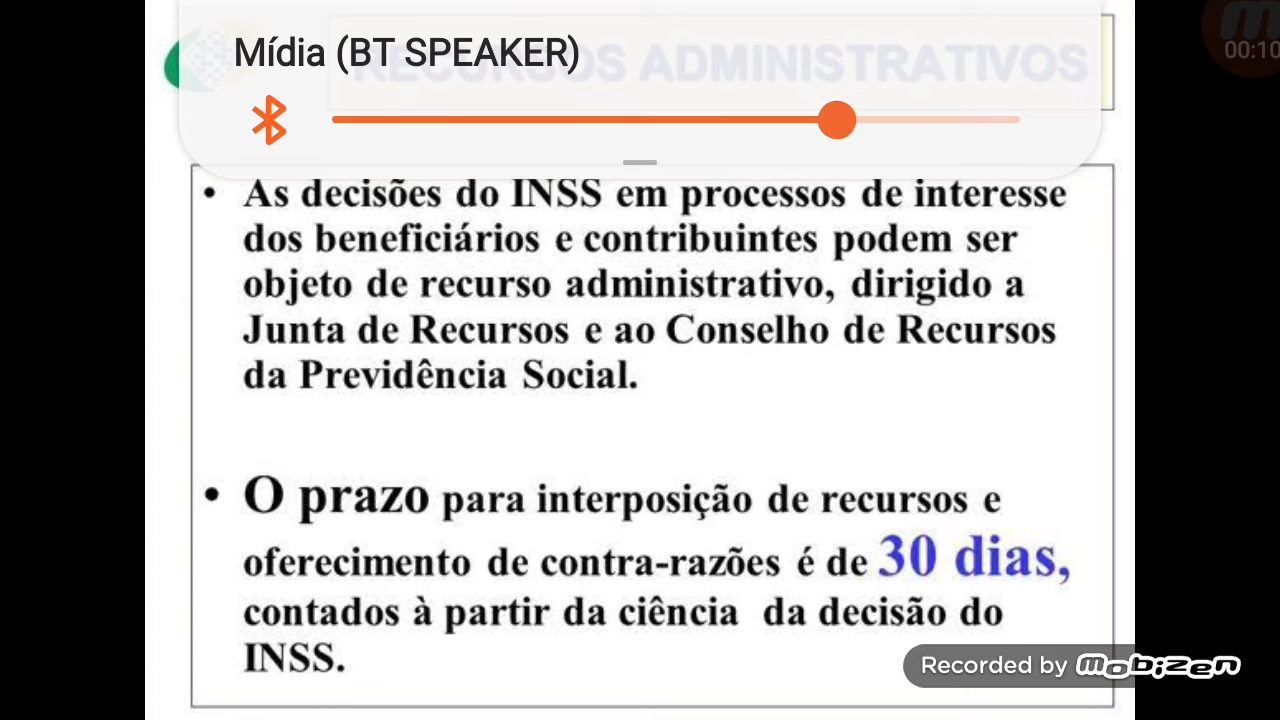 Mídia (BT SPEAKER)
RECURSOS ADMINISTRATIVOS
00:10
• As decisões do INSS em processos de interesse
dos beneficiários e contribuintes podem ser
objeto de recurso administrativo, dirigido a
Junta de Recursos e ao Conselho de Recursos
da Previdência Social.
• O prazo para interposição de recursos e
oferecimento de contra-razões é de 30 dias,
contados à partir da ciência da decisão do
INSS.
Recorded by mobizen